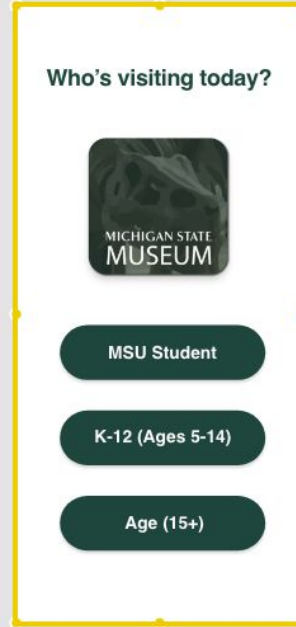 Who's visiting today?
MICHIGAN STATE
MUSEUM
MSU Student
K-12 (Ages 5-14)
Age (15+)